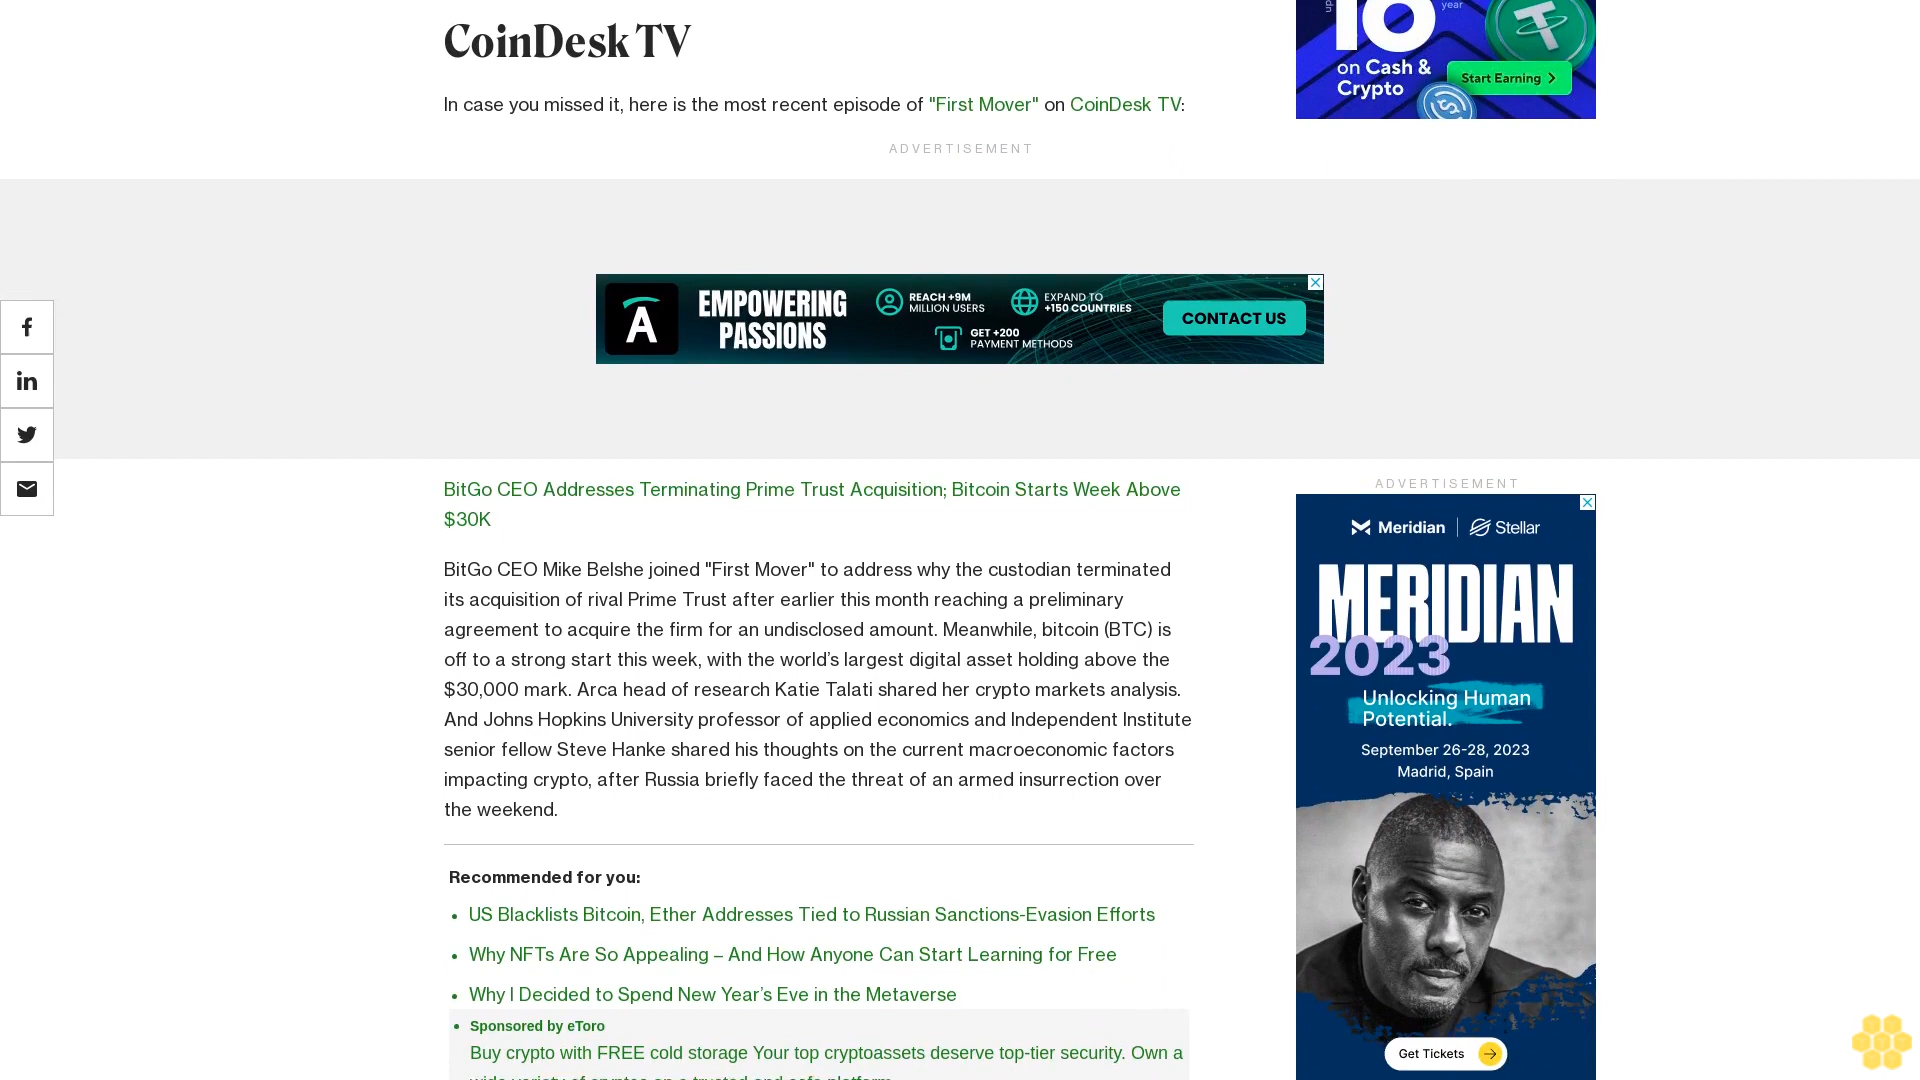 CoinDesk TV
In case you missed it, here is the most recent episode of "First Mover" on CoinDesk TV:
year
10
on Cash &
Crypto
Start Earning
ADVERTISEMENT
A
EMPOWERING
PASSIONS
REACH +9M
MILLION USERS
EXPAND TO
+150 COUNTRIES
GET +200
PAYMENT METHODS
CONTACT US
BitGo CEO Addresses Terminating Prime Trust Acquisition; Bitcoin Starts Week Above
$30K
BitGo CEO Mike Belshe joined "First Mover" to address why the custodian terminated
its acquisition of rival Prime Trust after earlier this month reaching a preliminary
agreement to acquire the firm for an undisclosed amount. Meanwhile, bitcoin (BTC) is
off to a strong start this week, with the world’s largest digital asset holding above the
$30,000 mark. Arca head of research Katie Talati shared her crypto markets analysis.
And Johns Hopkins University professor of applied economics and Independent Institute
senior fellow Steve Hanke shared his thoughts on the current macroeconomic factors
impacting crypto, after Russia briefly faced the threat of an armed insurrection over
the weekend.
Recommended for you:
• US Blacklists Bitcoin, Ether Addresses Tied to Russian Sanctions-Evasion Efforts
• Why NFTs Are So Appealing – And How Anyone Can Start Learning for Free
• Why I Decided to Spend New Year’s Eve in the Metaverse
• Sponsored by eToro
Buy crypto with FREE cold storage Your top cryptoassets deserve top-tier security. Own a
wide variety of cryptos on a trusted and safe platform
ADVERTISEMENT
Meridian | Stellar
MERIDIAN
2023
Unlocking Human
Potential.
September 26-28, 2023
Madrid, Spain
Get Tickets